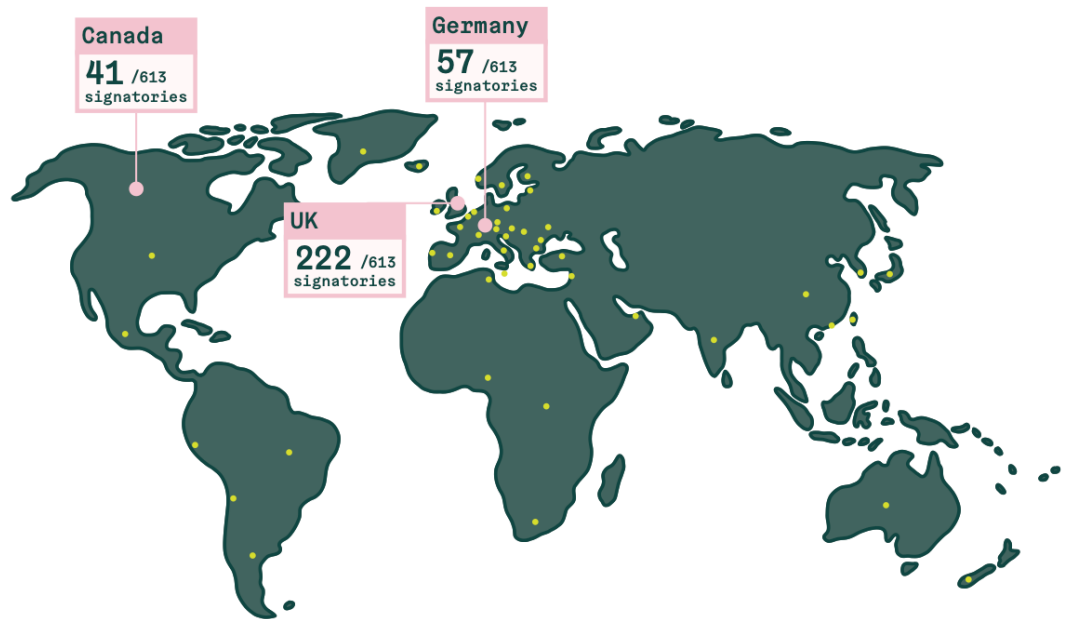 Canada
41 /613
signatories
Germany
57 /613
signatories
UK
222 /613
signatories